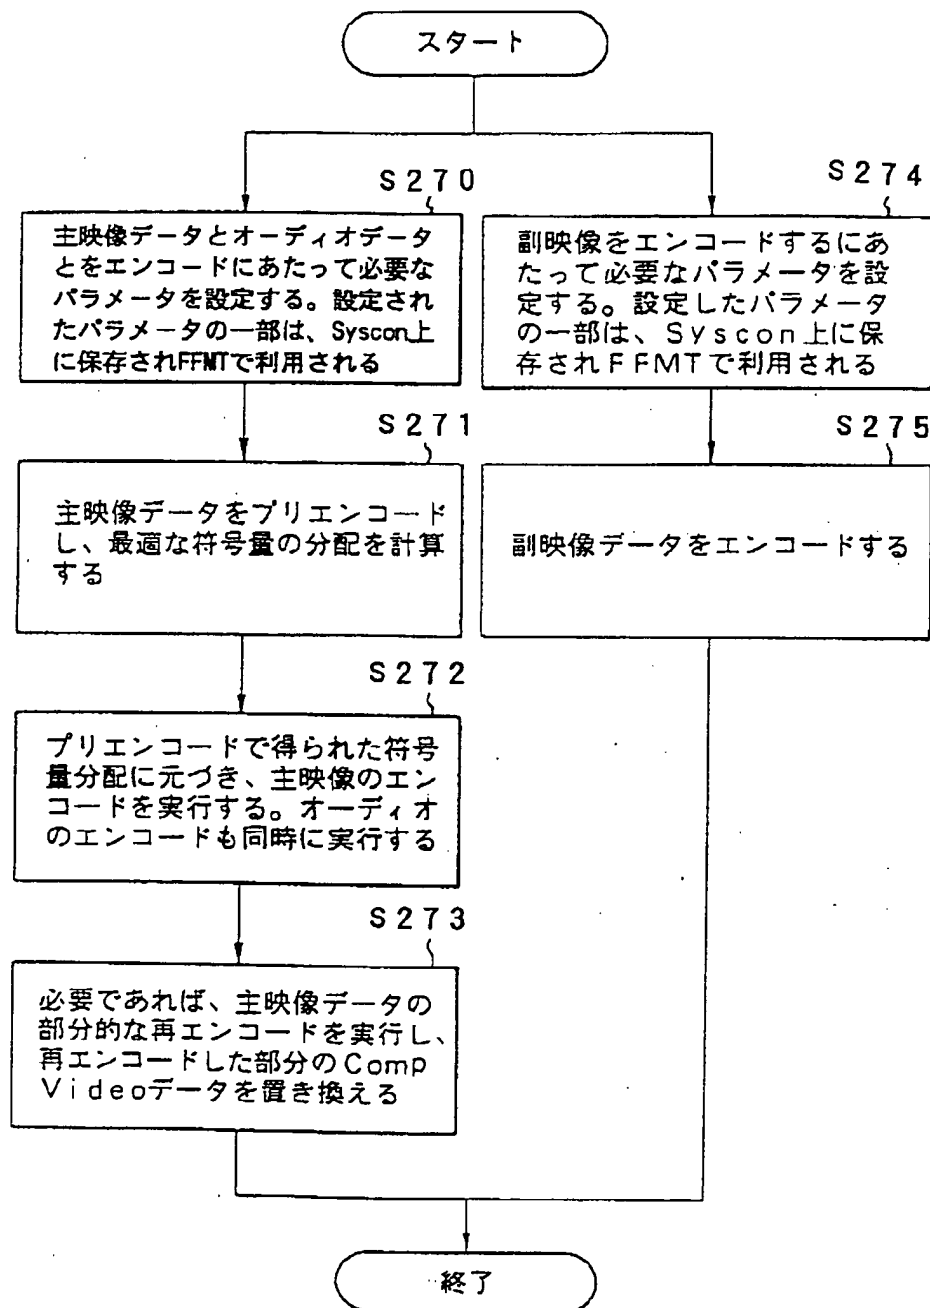 スタート
S270
主映像データとオーディオデータ
とをエンコードにあたって必要な
パラメータを設定する。設定され
たパラメータの一部は、Syscon上
に保存されFFMTで利用される
S271
主映像データをプリエンコード
し、最適な符号量の分配を計算
する
S272
プリエンコードで得られた符号
量分配に元づき、主映像のエン
コードを実行する。オーディオ
のエンコードも同時に実行する
S273
必要であれば、主映像データの
部分的な再エンコードを実行し、
再エンコードした部分のComp
Videoデータを置き換える
S274
副映像をエンコードするにあ
たって必要なパラメータを設
定する。設定したパラメータ
の一部は、Syscon上に保
存されFFMTで利用される
S275
副映像データをエンコードする
終了